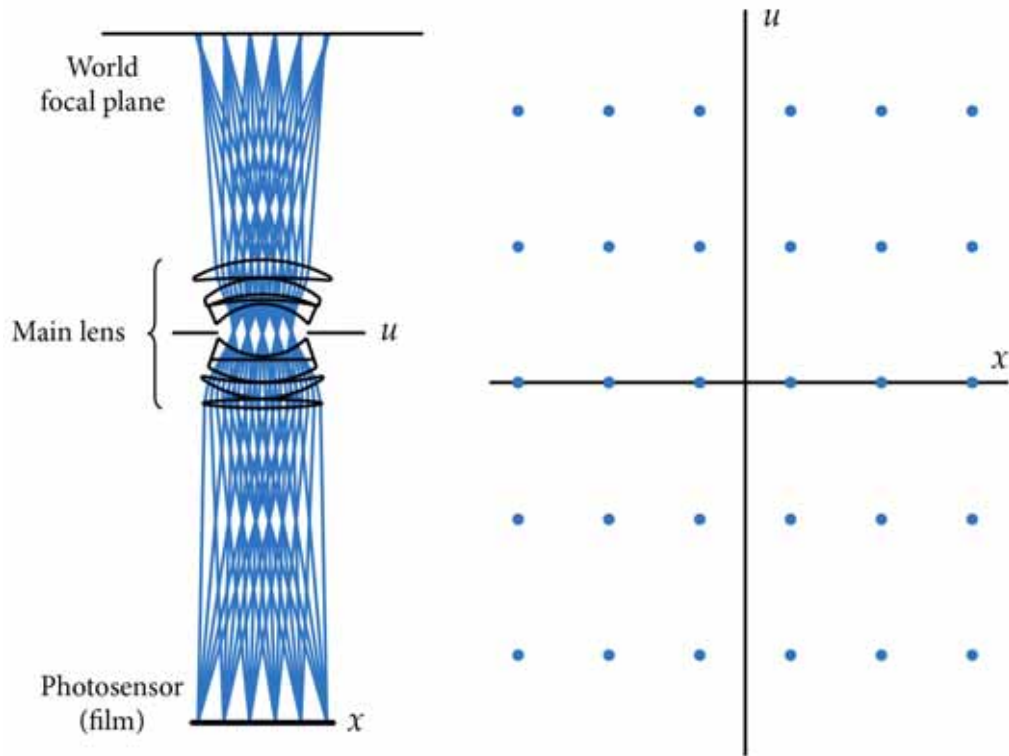 World
focal plane
Main lens
u
Photosensor
(film)
x
u
x